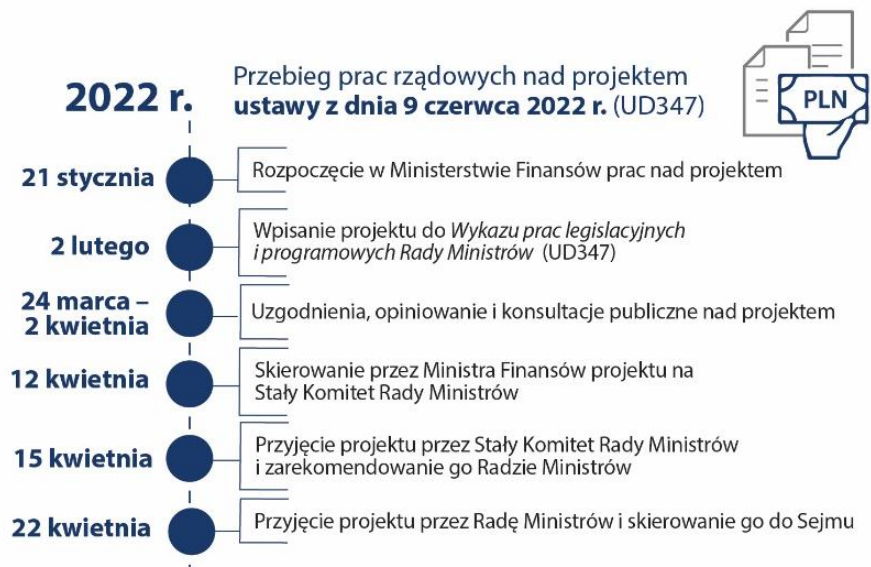 2022 r.
Przebieg prac rządowych nad projektem
ustawy z dnia 9 czerwca 2022 r. (UD347)
PLN
21 stycznia
Rozpoczęcie w Ministerstwie Finansów prac nad projektem
2 lutego
Wpisanie projektu do Wykazu prac legislacyjnych
i programowych Rady Ministrów (UD347)
24 marca –
2 kwietnia
Uzgodnienia, opiniowanie i konsultacje publiczne nad projektem
12 kwietnia
Skierowanie przez Ministra Finansów projektu na
Stały Komitet Rady Ministrów
15 kwietnia
Przyjęcie projektu przez Stały Komitet Rady Ministrów
i zarekomendowanie go Radzie Ministrów
22 kwietnia
Przyjęcie projektu przez Radę Ministrów i skierowanie go do Sejmu